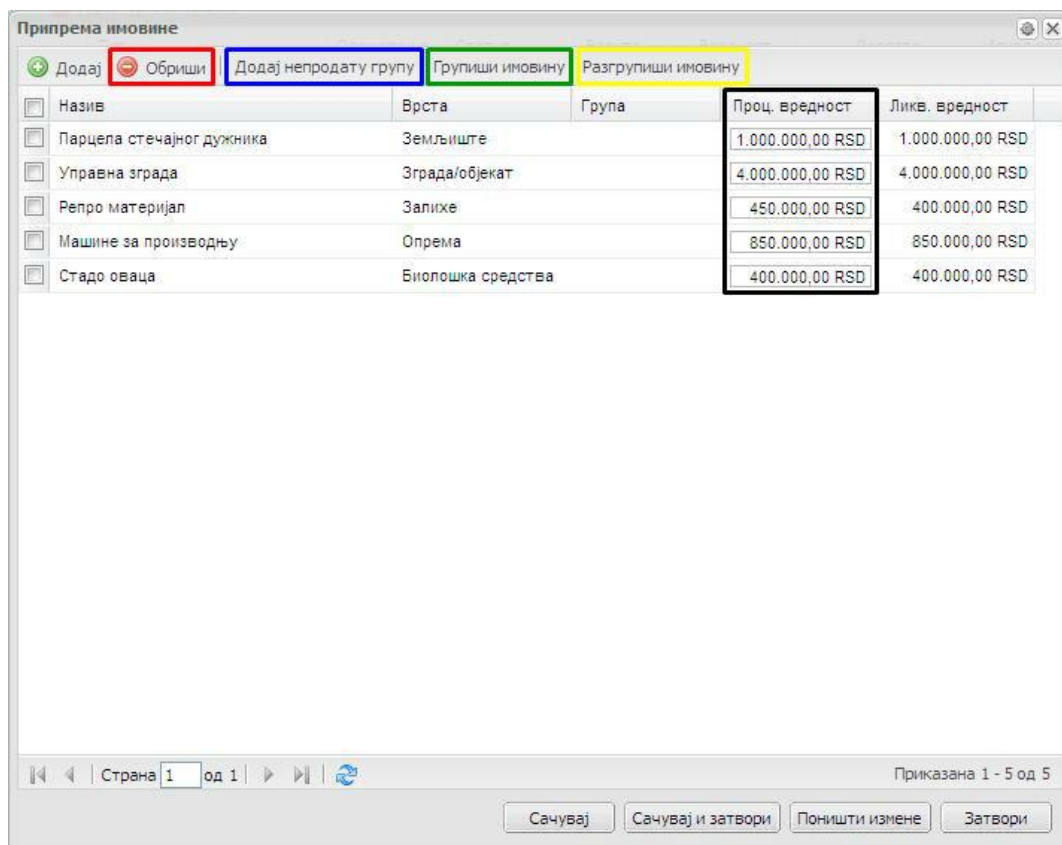 Припрема имовине
Додај Обриши Додај непродату групу Групиши имовину Разгрупиши имовину
Назив Врста Група Проц. вредност Ликв. вредност
Парцела стечајног дужника Земљиште 1.000.000,00 RSD 1.000.000,00 RSD
Управна зграда Зграда/објекат 4.000.000,00 RSD 4.000.000,00 RSD
Репро материјал Залихе 450.000,00 RSD 400.000,00 RSD
Машине за производњу Опрема 850.000,00 RSD 850.000,00 RSD
Стадо оваца Биолошка средства 400.000,00 RSD 400.000,00 RSD
Страна 1 од 1 Приказана 1 - 5 од 5
Сачувај Сачувај и затвори Поништи измене Затвори